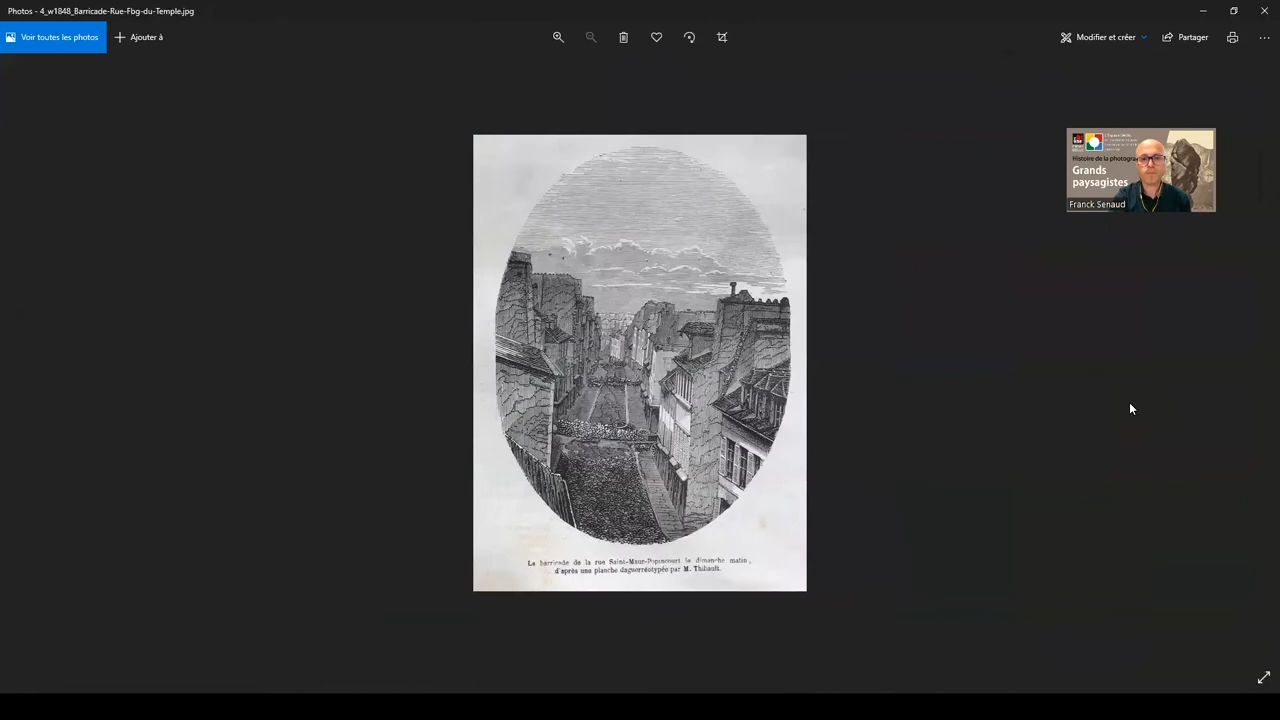 Photos - 4_w1848_Barricade-Rue-Fbg-du-Temple.jpg
Voir toutes les photos
Ajouter à
Modifier et créer
Partager
Histoire de la photogra
Grands
paysagistes
Franck Senaud
La barricade de la rue Saint-Maur-Popincourt le dimanche matin,
d'après une planche daguerréotypée par M. Thibault.